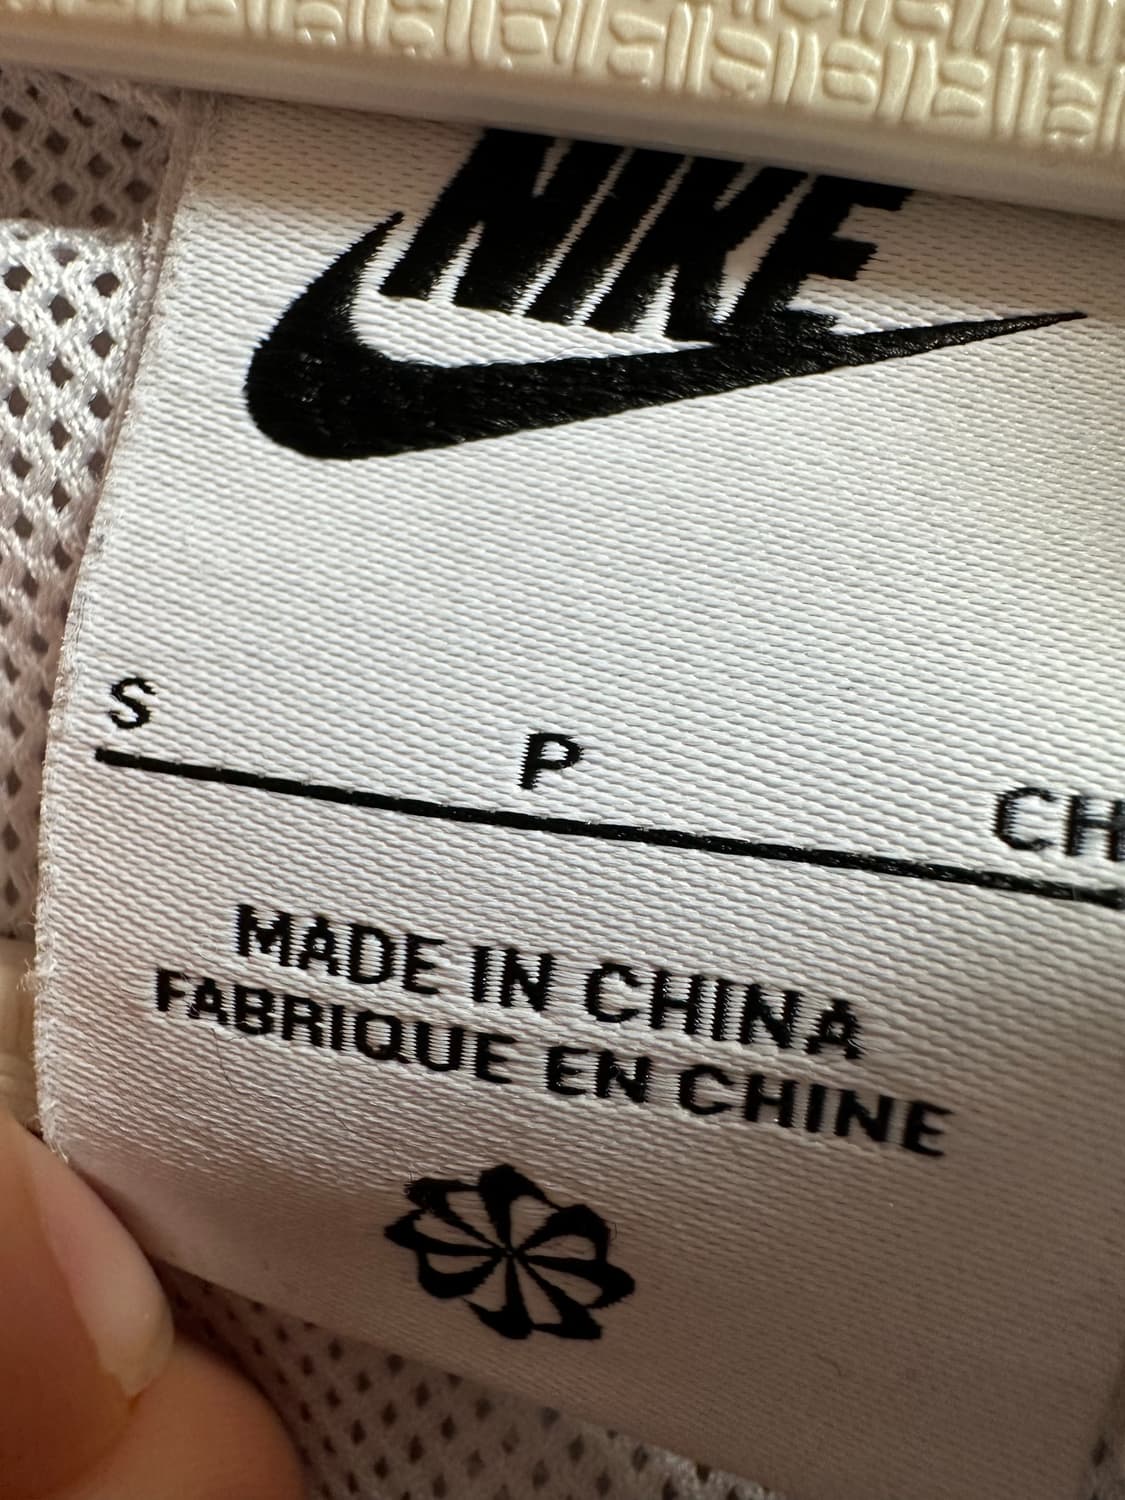 NIKE
S P CH
MADE IN CHINA
FABRIQUE EN CHINE